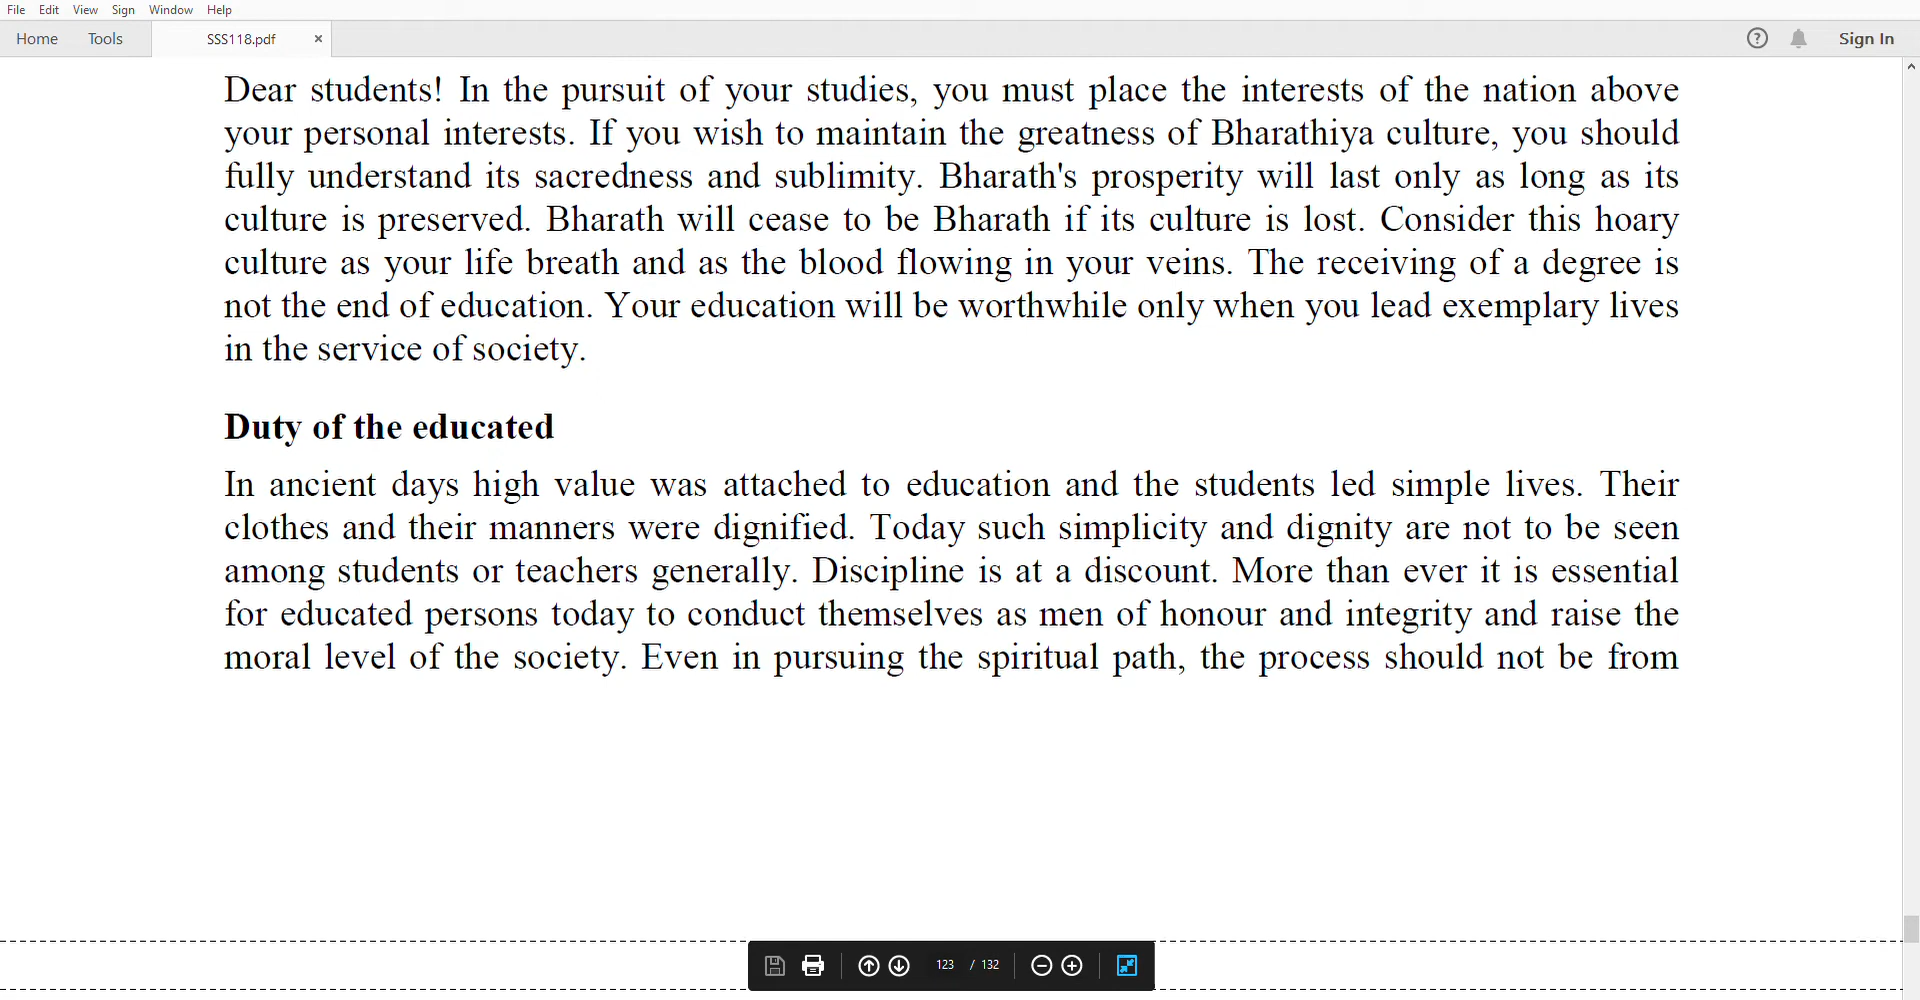 File Edit View Sign Window Help
Home Tools SSS118.pdf × ? Sign In
Dear students! In the pursuit of your studies, you must place the interests of the nation above
your personal interests. If you wish to maintain the greatness of Bharathiya culture, you should
fully understand its sacredness and sublimity. Bharath's prosperity will last only as long as its
culture is preserved. Bharath will cease to be Bharath if its culture is lost. Consider this hoary
culture as your life breath and as the blood flowing in your veins. The receiving of a degree is
not the end of education. Your education will be worthwhile only when you lead exemplary lives
in the service of society.
Duty of the educated
In ancient days high value was attached to education and the students led simple lives. Their
clothes and their manners were dignified. Today such simplicity and dignity are not to be seen
among students or teachers generally. Discipline is at a discount. More than ever it is essential
for educated persons today to conduct themselves as men of honour and integrity and raise the
moral level of the society. Even in pursuing the spiritual path, the process should not be from
123 / 132